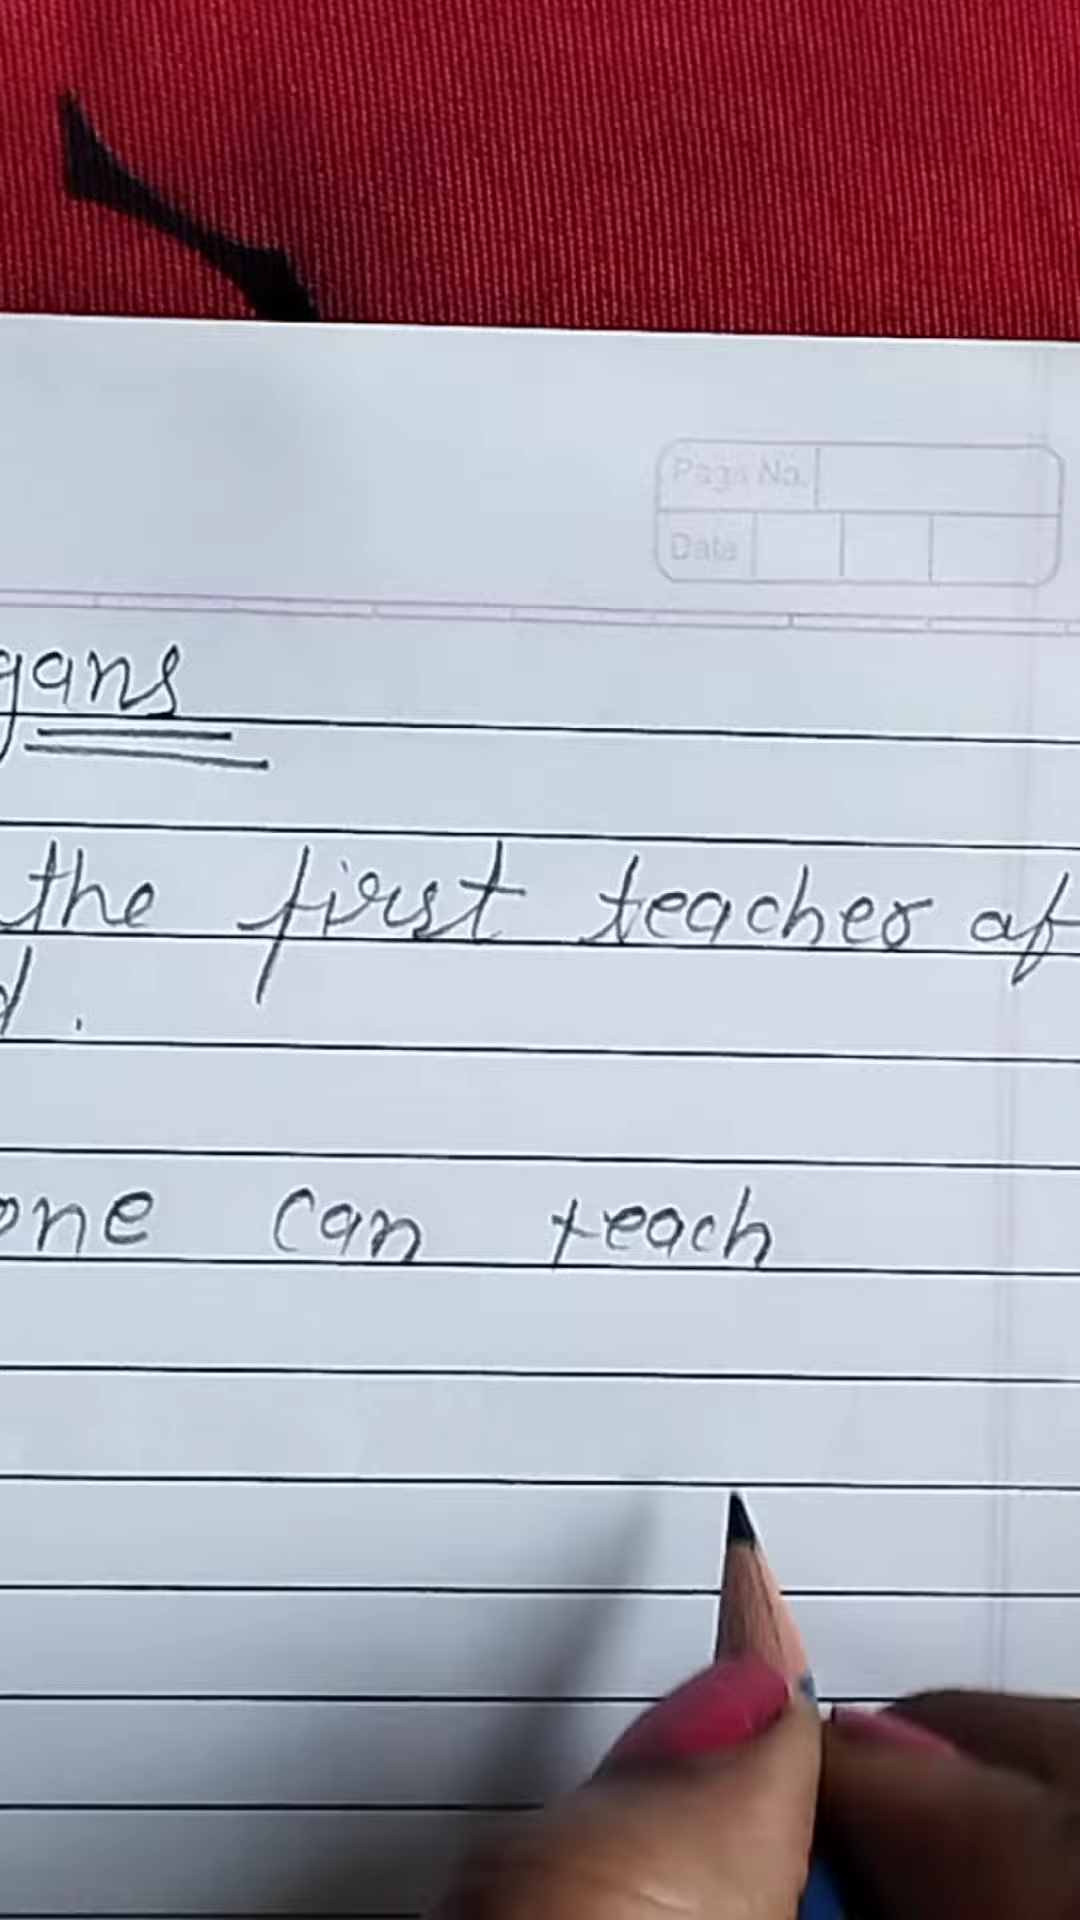 Page No.
Date
gans
the first teacher of
d.
one can teach